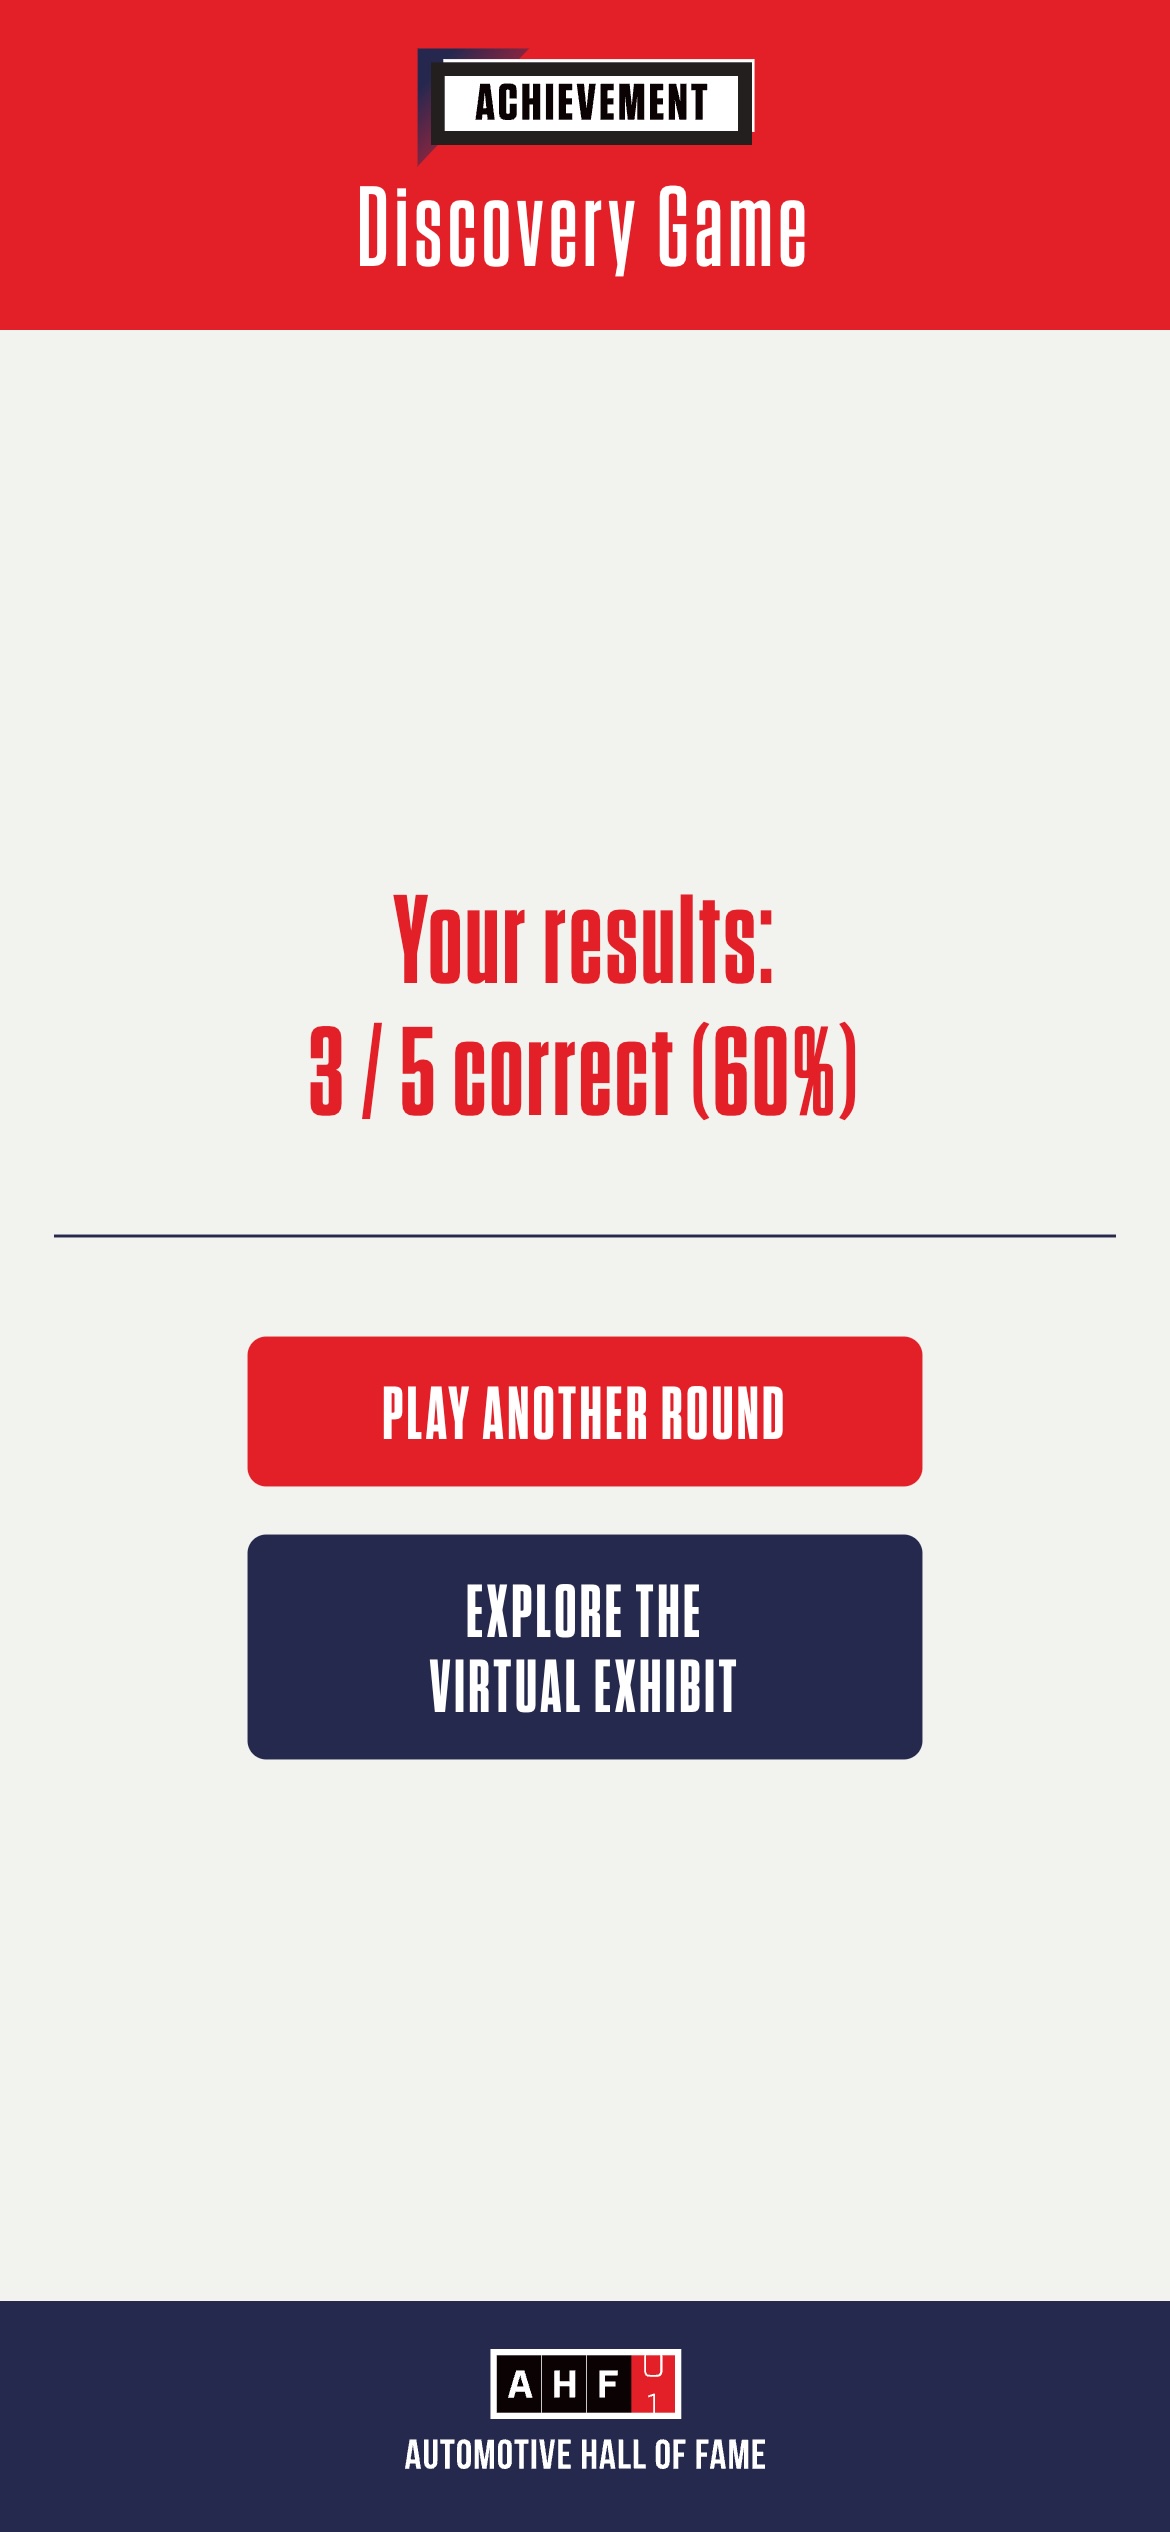 ACHIEVEMENT
Discovery Game
Your results:
3 / 5 correct (60%)
PLAY ANOTHER ROUND
EXPLORE THE
VIRTUAL EXHIBIT
AHF
AUTOMOTIVE HALL OF FAME